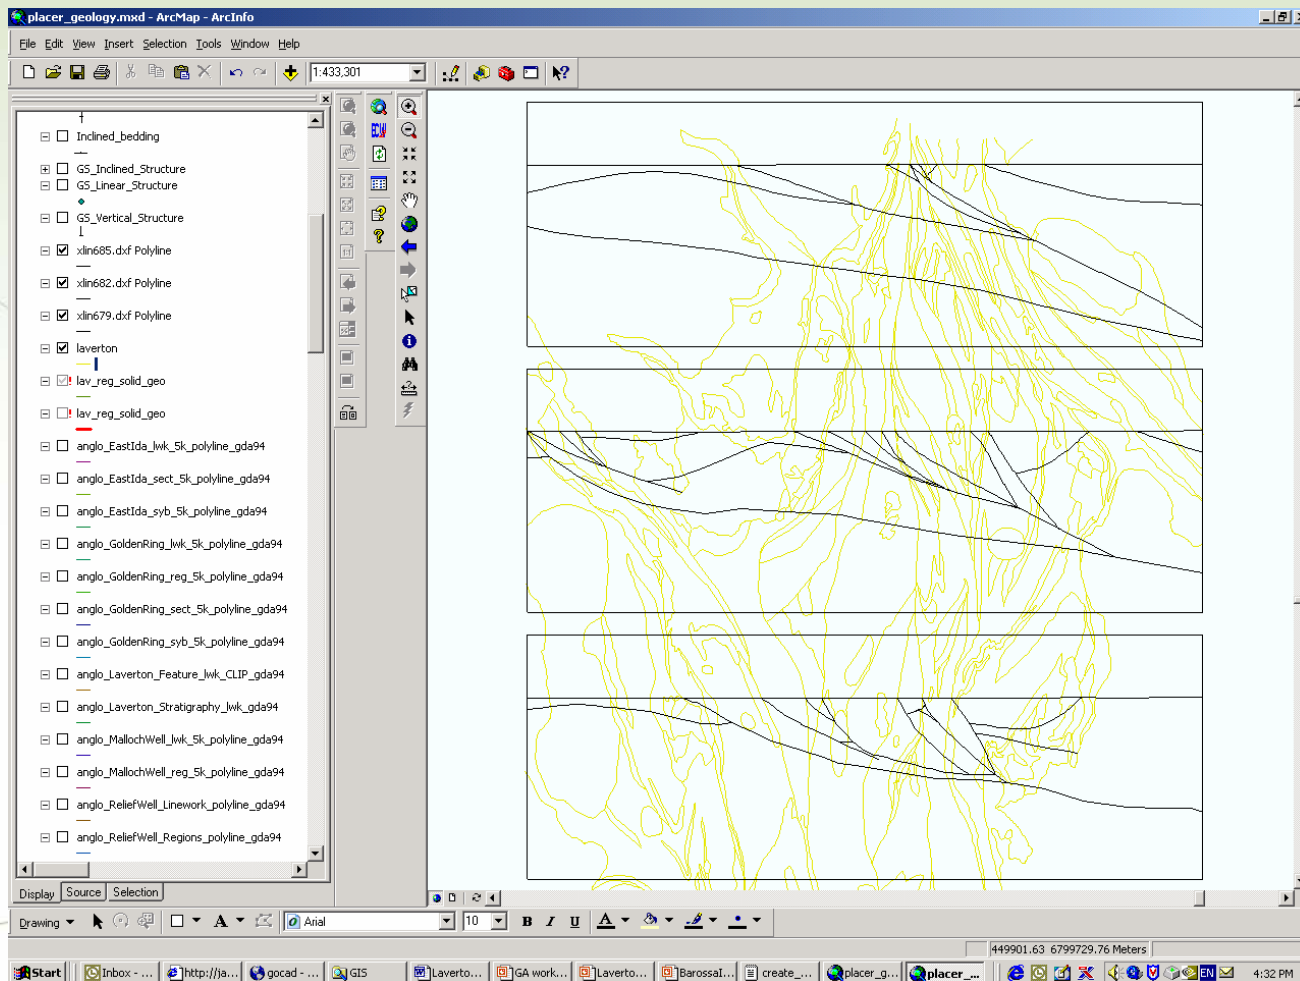 placer_geology.mxd - ArcMap - ArcInfo
File Edit View Insert Selection Tools Window Help
1:433,301
Inclined_bedding
GS_Inclined_Structure
GS_Linear_Structure
GS_Vertical_Structure
xlin685.dxf Polyline
xlin682.dxf Polyline
xlin679.dxf Polyline
laverton
lav_reg_solid_geo
lav_reg_solid_geo
anglo_EastIda_lwk_5k_polyline_gda94
anglo_EastIda_sect_5k_polyline_gda94
anglo_EastIda_syb_5k_polyline_gda94
anglo_GoldenRing_lwk_5k_polyline_gda94
anglo_GoldenRing_reg_5k_polyline_gda94
anglo_GoldenRing_sect_5k_polyline_gda94
anglo_GoldenRing_syb_5k_polyline_gda94
anglo_Laverton_Feature_lwk_CLIP_gda94
anglo_Laverton_Stratigraphy_lwk_gda94
anglo_MallochWell_lwk_5k_polyline_gda94
anglo_MallochWell_reg_5k_polyline_gda94
anglo_ReliefWell_Linework_polyline_gda94
anglo_ReliefWell_Regions_polyline_gda94
Display Source Selection
Drawing A Arial 10 B I U A
449901.63 6799729.76 Meters
Start Inbox - ... http://ja... gocad - ... GIS Laverto... GA work... Laverto... BarossaI... create_... placer_g... placer_... EN 4:32 PM